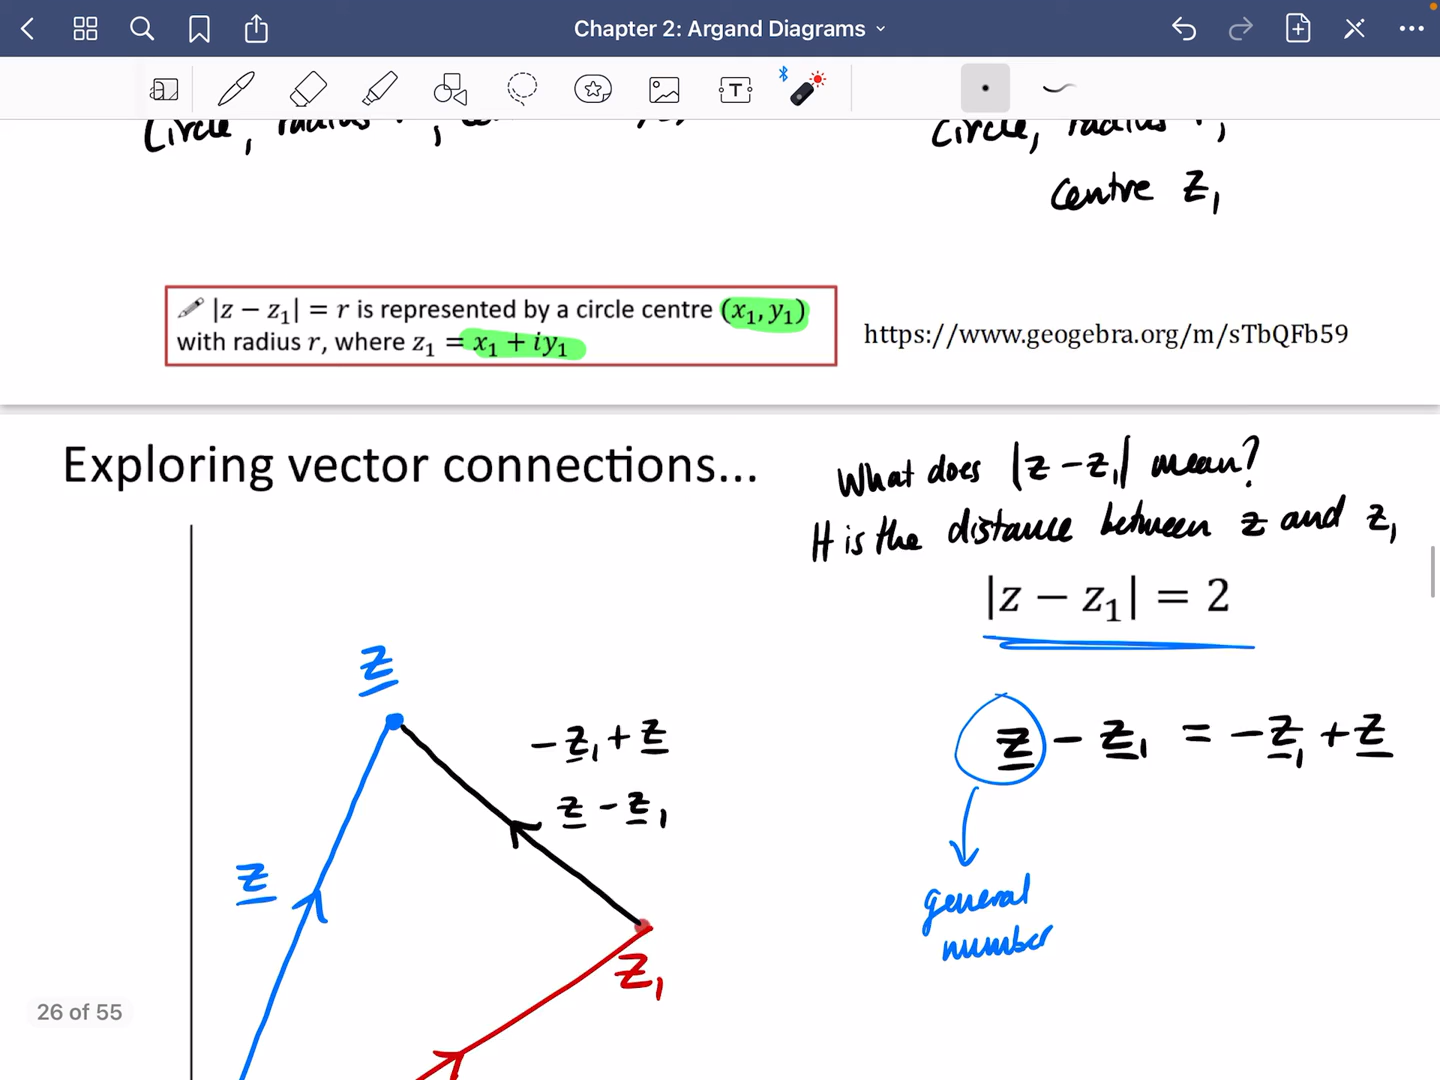 Chapter 2: Argand Diagrams
Circle, radius
Circle, radius r,
centre z₁
|z − z₁| = r is represented by a circle centre (x₁, y₁)
with radius r, where z₁ = x₁ + iy₁
https://www.geogebra.org/m/sTbQFb59
Exploring vector connections...
What does |z − z₁| mean?
It is the distance between z and z₁
|z − z₁| = 2
z
−z₁ + z
z − z₁
z − z₁ = −z₁ + z
z
general
number
z₁
26 of 55